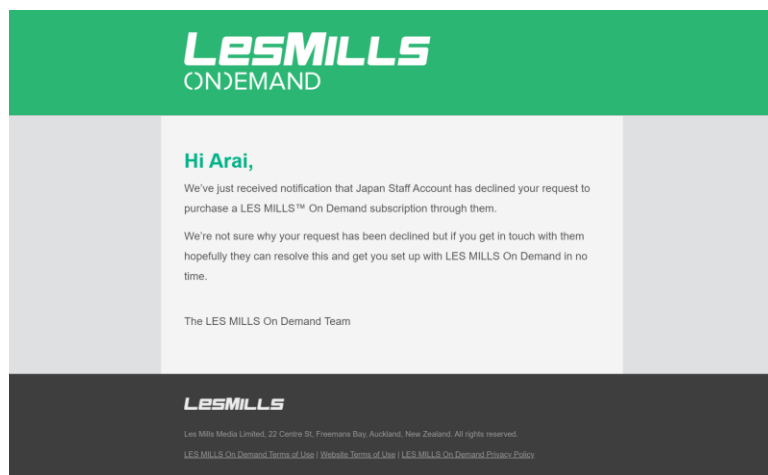 LESMILLS
ONDEMAND
Hi Arai,
We've just received notification that Japan Staff Account has declined your request to
purchase a LES MILLS™ On Demand subscription through them.
We're not sure why your request has been declined but if you get in touch with them
hopefully they can resolve this and get you set up with LES MILLS On Demand in no
time.
The LES MILLS On Demand Team
LESMILLS
Les Mills Media Limited, 22 Centre St, Freemans Bay, Auckland, New Zealand. All rights reserved.
LES MILLS On Demand Terms of Use | Website Terms of Use | LES MILLS On Demand Privacy Policy